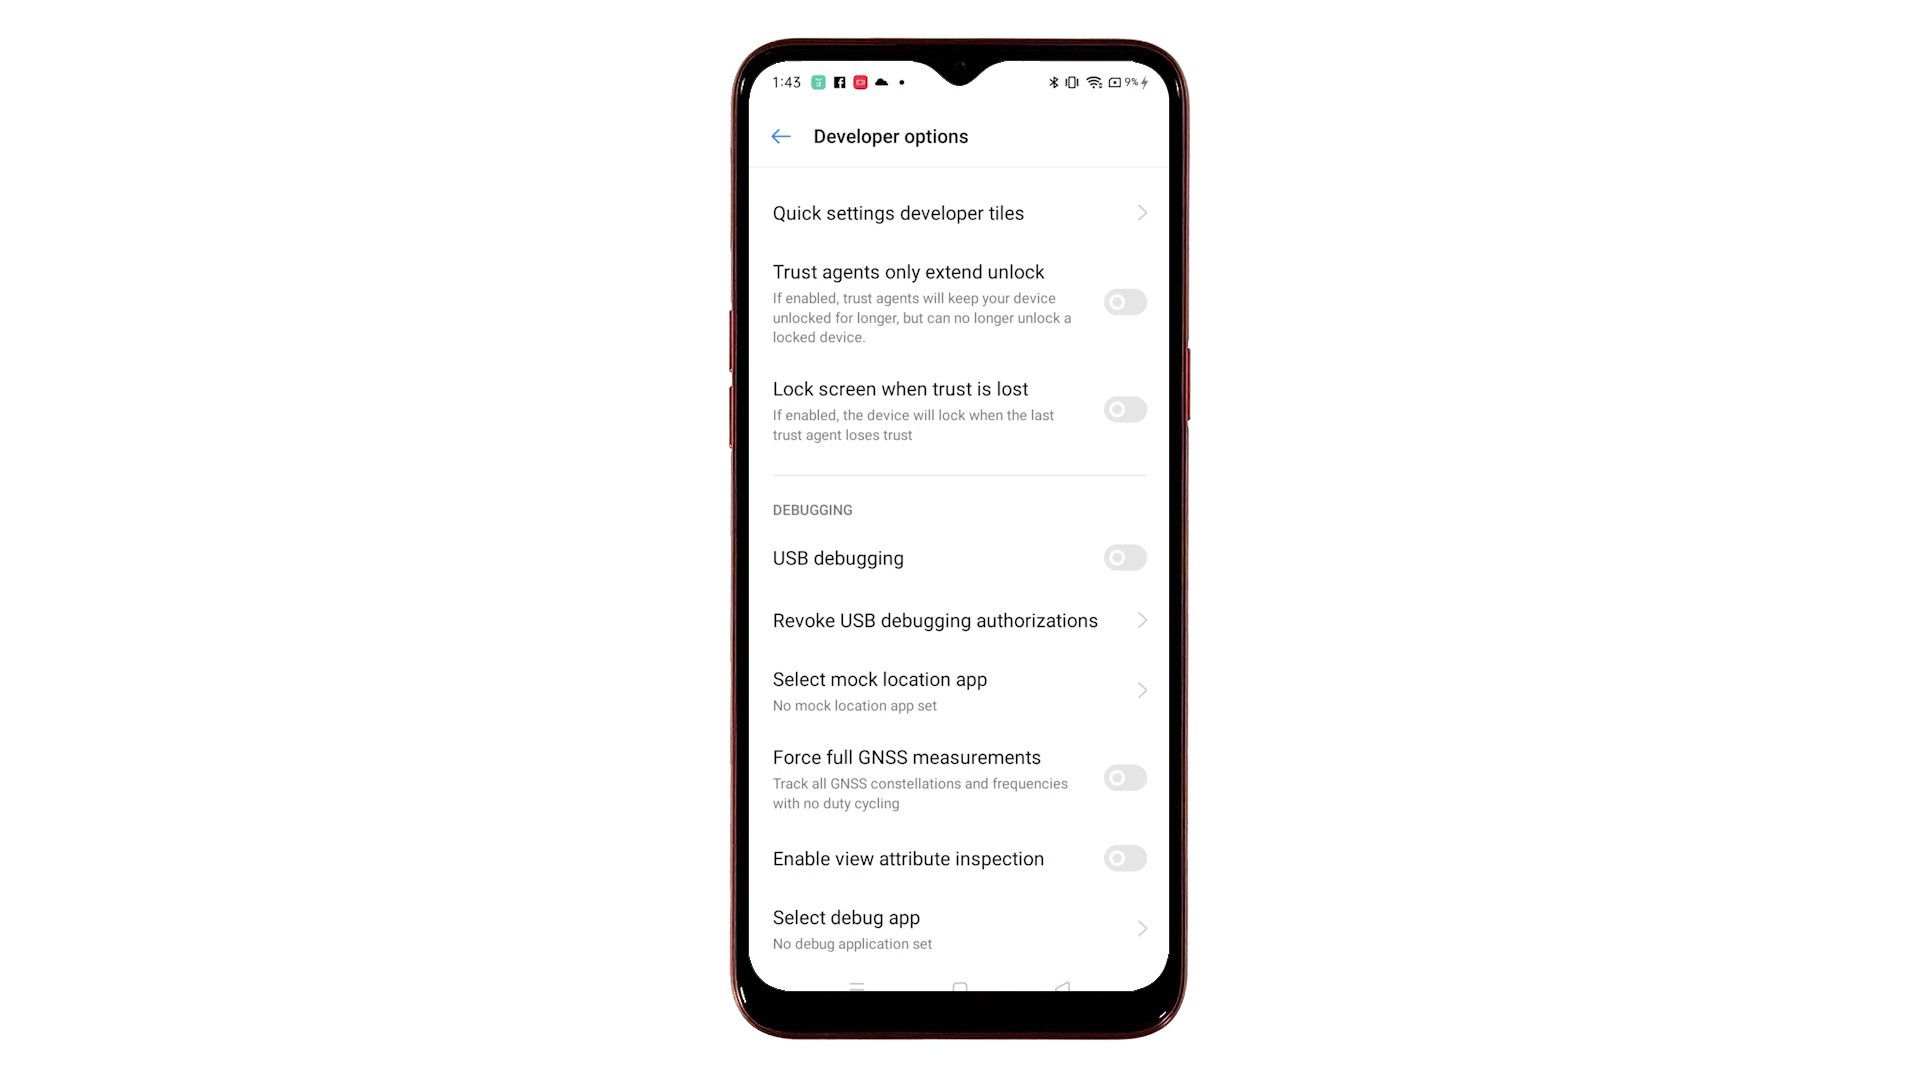 1:43
9%
Developer options
Quick settings developer tiles
Trust agents only extend unlock
If enabled, trust agents will keep your device
unlocked for longer, but can no longer unlock a
locked device.
Lock screen when trust is lost
If enabled, the device will lock when the last
trust agent loses trust
DEBUGGING
USB debugging
Revoke USB debugging authorizations
Select mock location app
No mock location app set
Force full GNSS measurements
Track all GNSS constellations and frequencies
with no duty cycling
Enable view attribute inspection
Select debug app
No debug application set